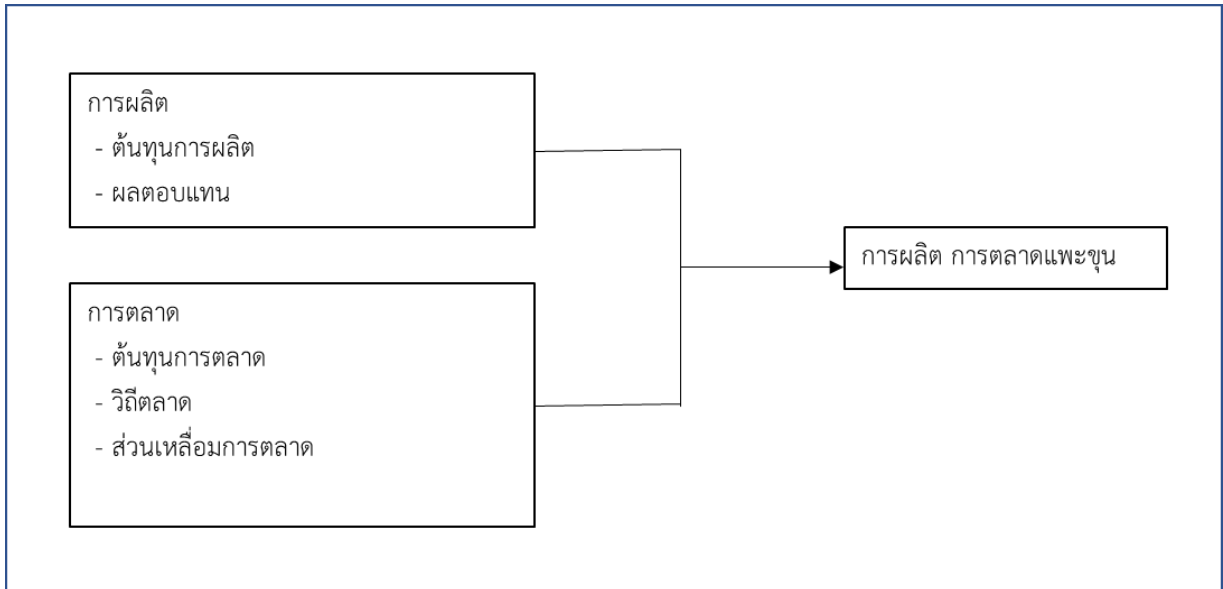 การผลิต
- ต้นทุนการผลิต
- ผลตอบแทน
การตลาด
- ต้นทุนการตลาด
- วิถีตลาด
- ส่วนเหลื่อมการตลาด
การผลิต การตลาดแพะขุน